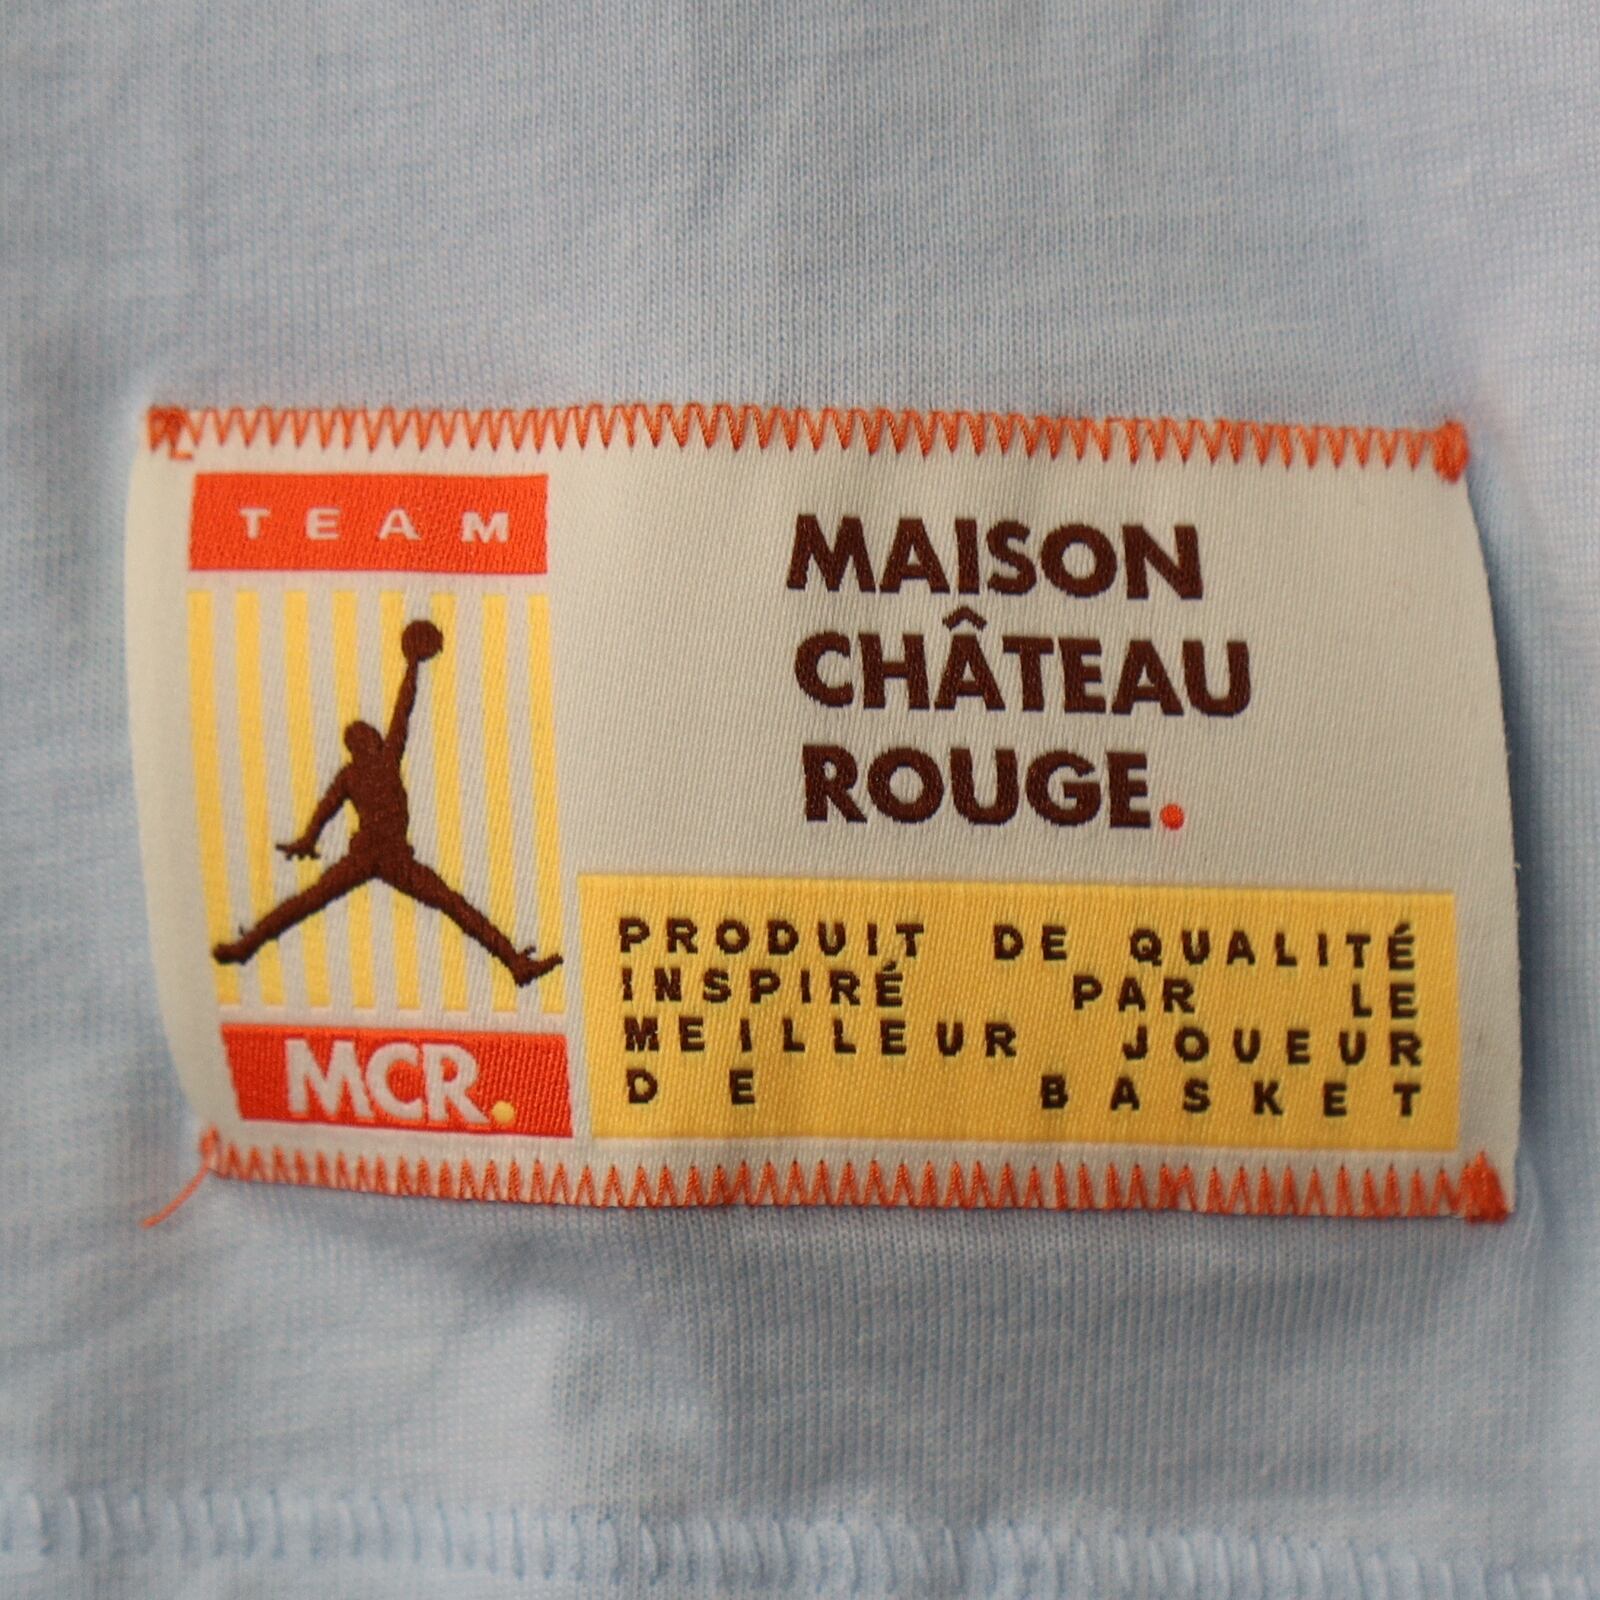 TEAM
MCR.
MAISON
CHÂTEAU
ROUGE.
PRODUIT DE QUALITÉ
INSPIRÉ PAR LE
MEILLEUR JOUEUR
DE BASKET